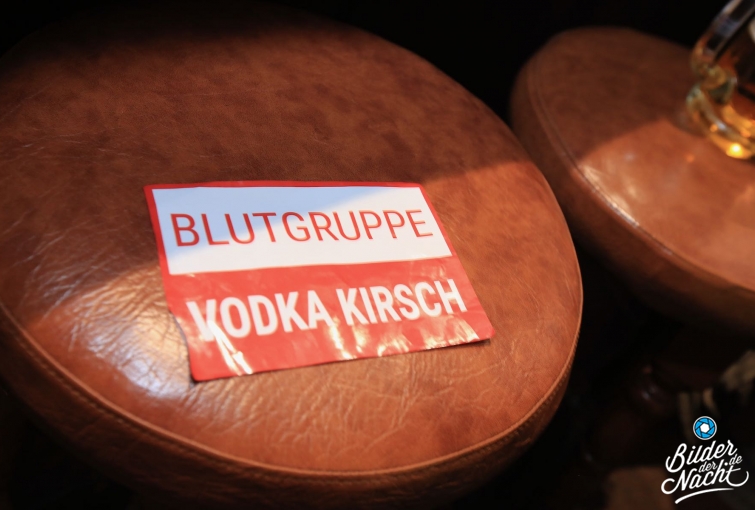 BLUTGRUPPE
VODKA KIRSCH
Bilder
der .de
Nacht